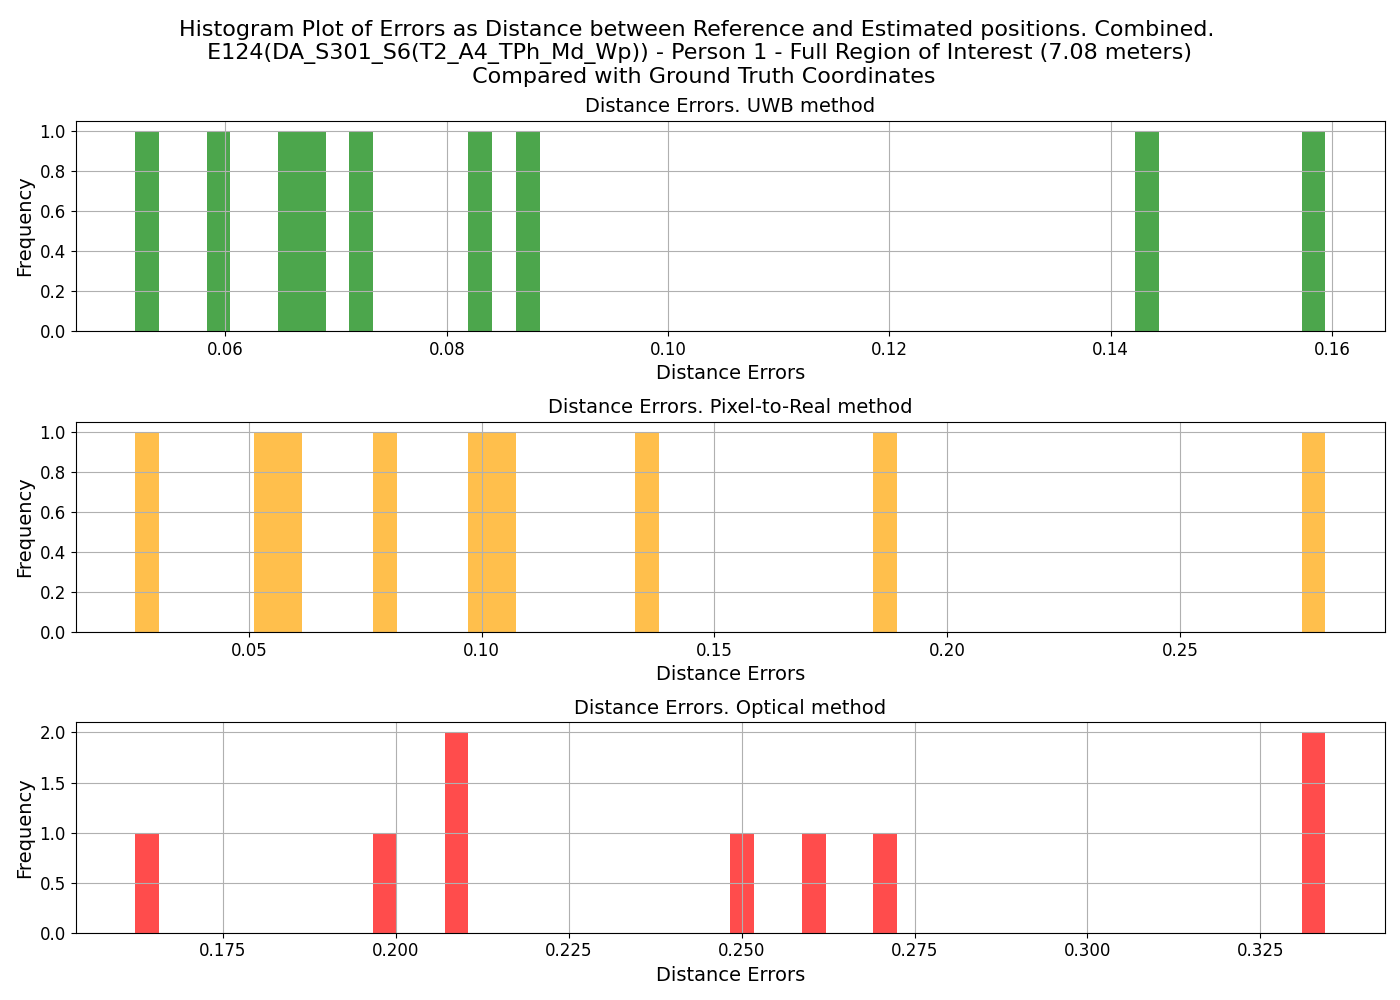 Histogram Plot of Errors as Distance between Reference and Estimated positions. Combined.
E124(DA_S301_S6(T2_A4_TPh_Md_Wp)) - Person 1 - Full Region of Interest (7.08 meters)
Compared with Ground Truth Coordinates
Distance Errors. UWB method
1.0
0.8
0.6
0.4
0.2
0.0
Frequency
0.06 0.08 0.10 0.12 0.14 0.16
Distance Errors
Distance Errors. Pixel-to-Real method
1.0
0.8
0.6
0.4
0.2
0.0
Frequency
0.05 0.10 0.15 0.20 0.25
Distance Errors
Distance Errors. Optical method
2.0
1.5
1.0
0.5
0.0
Frequency
0.175 0.200 0.225 0.250 0.275 0.300 0.325
Distance Errors